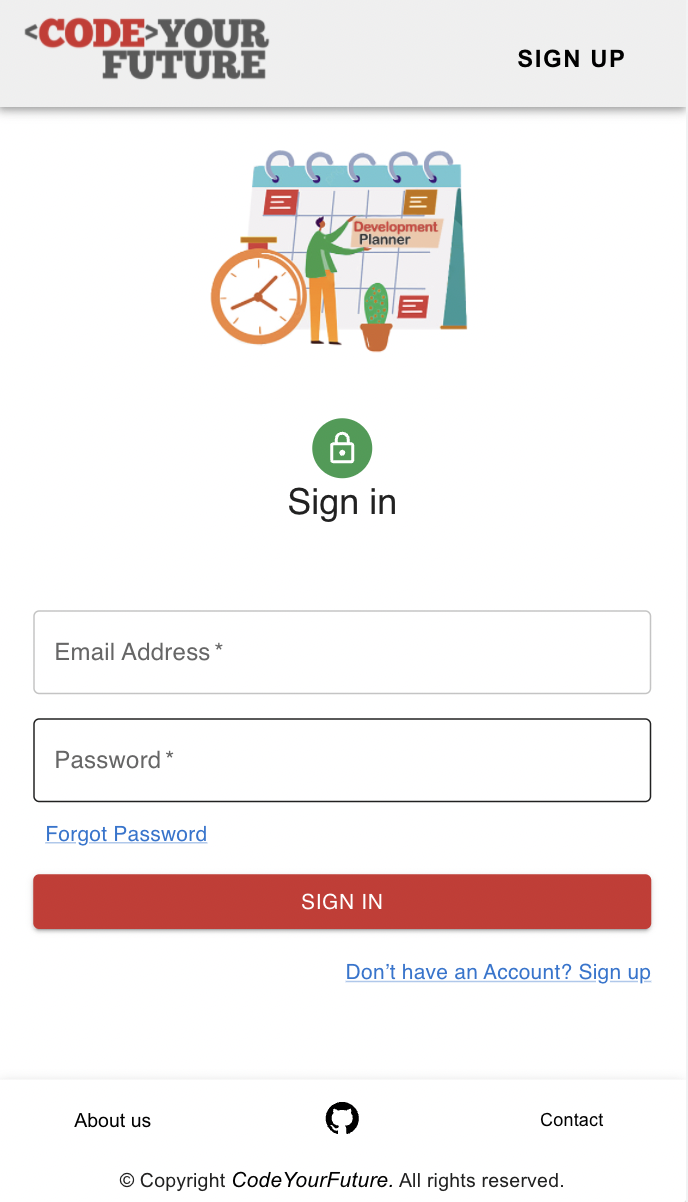 <CODE>YOUR
FUTURE
SIGN UP
Development
Planner
Sign in
Email Address *
Password *
Forgot Password
SIGN IN
Don’t have an Account? Sign up
About us
Contact
© Copyright CodeYourFuture. All rights reserved.